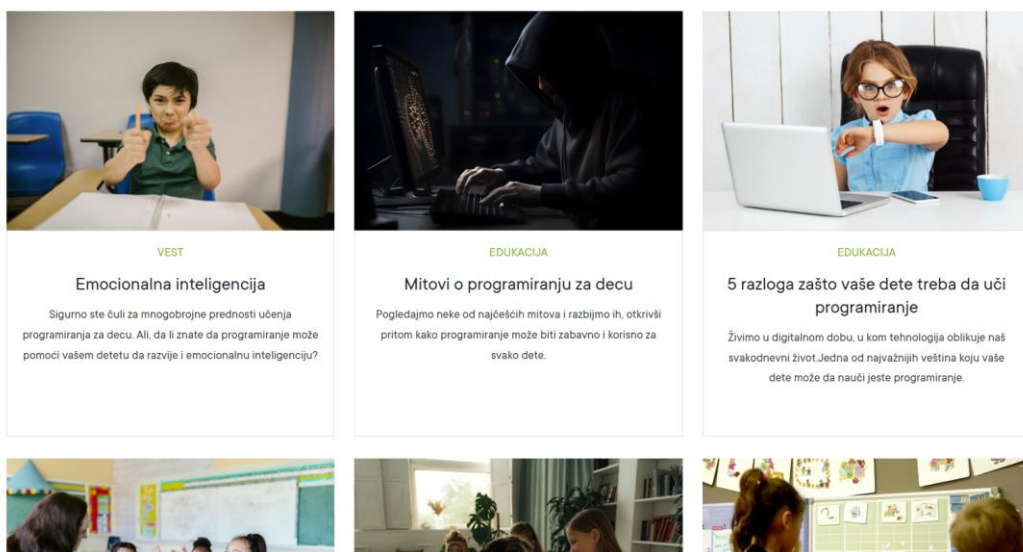 VEST
Emocionalna inteligencija
Sigurno ste čuli za mnogobrojne prednosti učenja
programiranja za decu. Ali, da li znate da programiranje može
pomoći vašem detetu da razvije i emocionalnu inteligenciju?
EDUKACIJA
Mitovi o programiranju za decu
Pogledajmo neke od najčešćih mitova i razbijmo ih, otkrivši
pritom kako programiranje može biti zabavno i korisno za
svako dete.
EDUKACIJA
5 razloga zašto vaše dete treba da uči
programiranje
Živimo u digitalnom dobu, u kom tehnologija oblikuje naš
svakodnevni život.Jedna od najvažnijih veština koju vaše
dete može da nauči jeste programiranje.